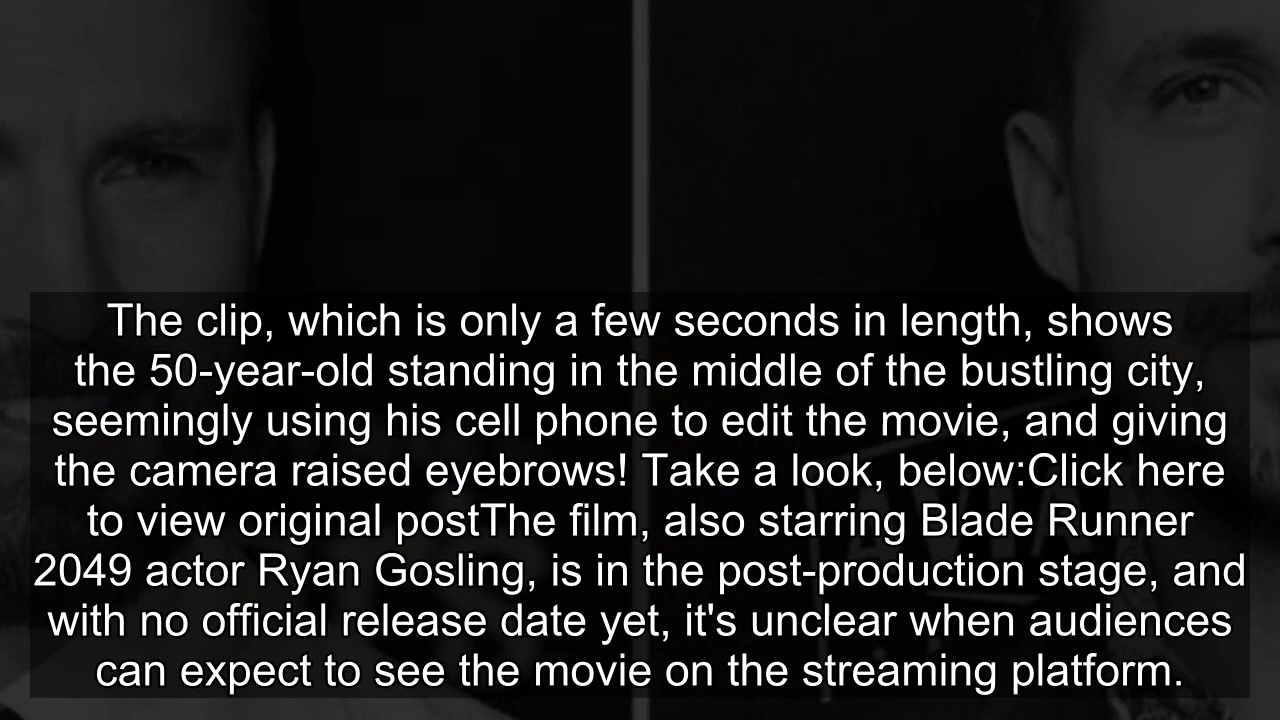 The clip, which is only a few seconds in length, shows
the 50-year-old standing in the middle of the bustling city,
seemingly using his cell phone to edit the movie, and giving
the camera raised eyebrows! Take a look, below:Click here
to view original postThe film, also starring Blade Runner
2049 actor Ryan Gosling, is in the post-production stage, and
with no official release date yet, it's unclear when audiences
can expect to see the movie on the streaming platform.